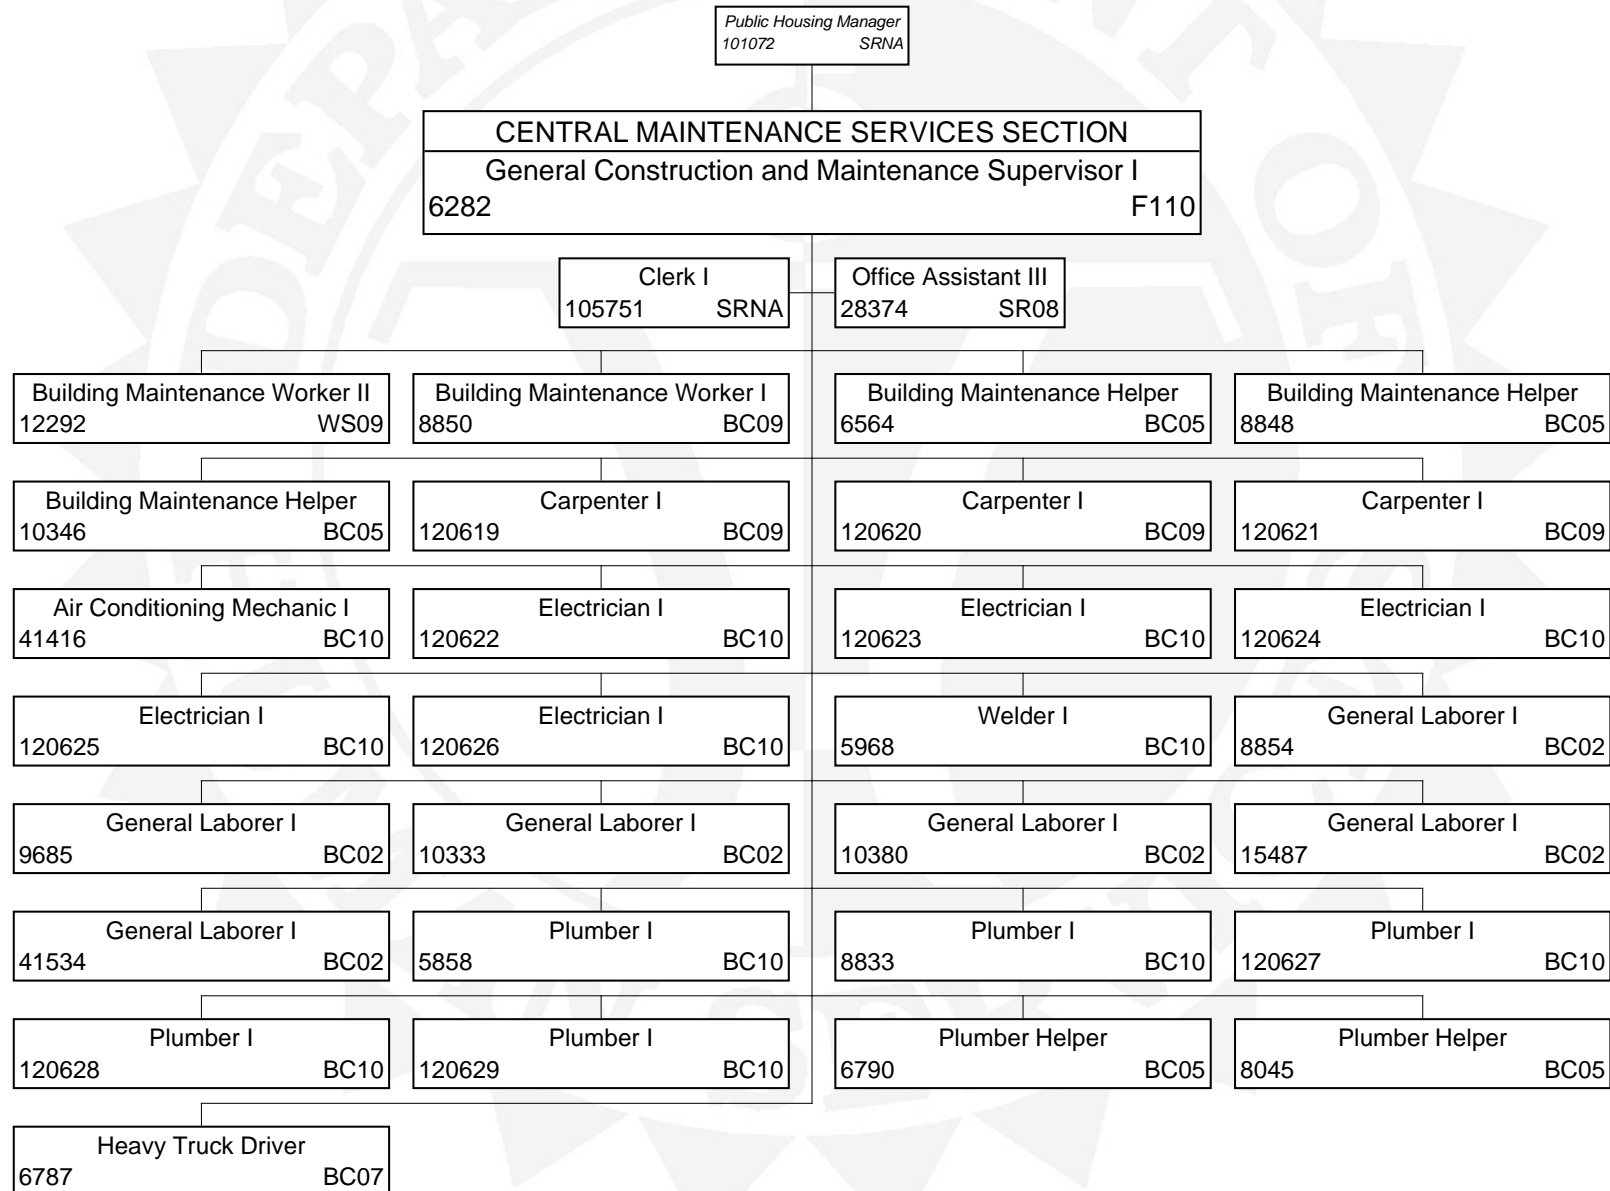 Public Housing Manager
101072 SRNA
CENTRAL MAINTENANCE SERVICES SECTION
General Construction and Maintenance Supervisor I
6282 F110
Clerk I
105751 SRNA
Office Assistant III
28374 SR08
Building Maintenance Worker II
12292 WS09
Building Maintenance Worker I
8850 BC09
Building Maintenance Helper
6564 BC05
Building Maintenance Helper
8848 BC05
Building Maintenance Helper
10346 BC05
Carpenter I
120619 BC09
Carpenter I
120620 BC09
Carpenter I
120621 BC09
Air Conditioning Mechanic I
41416 BC10
Electrician I
120622 BC10
Electrician I
120623 BC10
Electrician I
120624 BC10
Electrician I
120625 BC10
Electrician I
120626 BC10
Welder I
5968 BC10
General Laborer I
8854 BC02
General Laborer I
9685 BC02
General Laborer I
10333 BC02
General Laborer I
10380 BC02
General Laborer I
15487 BC02
General Laborer I
41534 BC02
Plumber I
5858 BC10
Plumber I
8833 BC10
Plumber I
120627 BC10
Plumber I
120628 BC10
Plumber I
120629 BC10
Plumber Helper
6790 BC05
Plumber Helper
8045 BC05
Heavy Truck Driver
6787 BC07